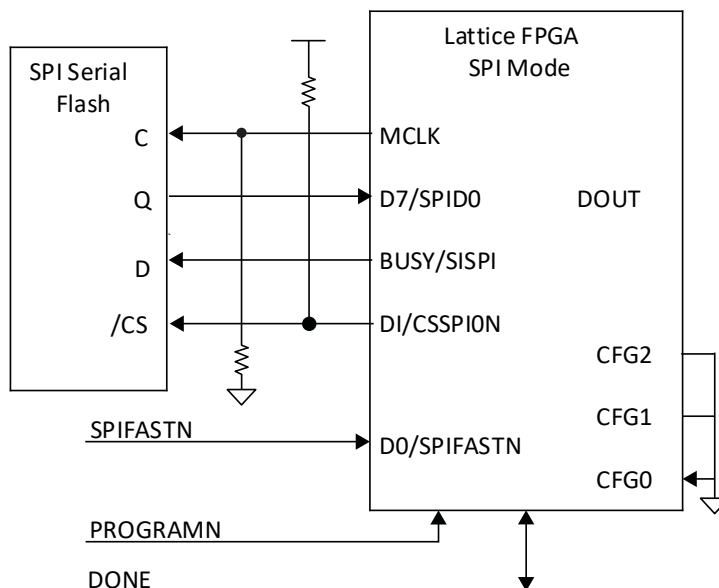 Lattice FPGA
SPI Mode
SPI Serial
Flash
C
MCLK
Q
D7/SPID0
DOUT
D
BUSY/SISPI
/CS
DI/CSSPI0N
CFG2
SPIFASTN
CFG1
D0/SPIFASTN
CFG0
PROGRAMN
DONE